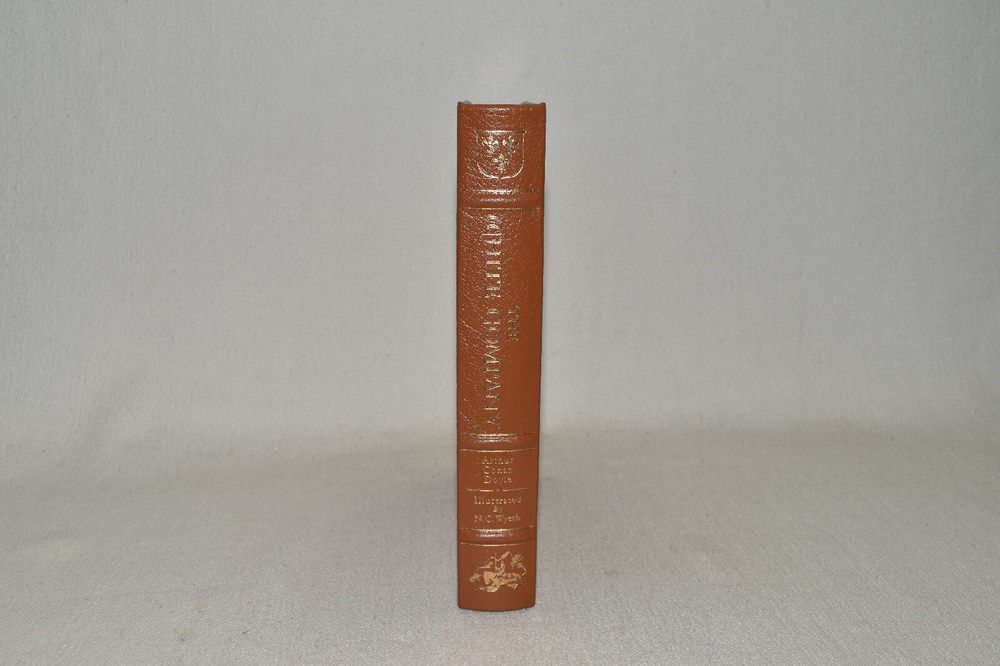 THE
WHITE COMPANY
Arthur
Conan
Doyle
Illustrated
By
N.C. Wyeth